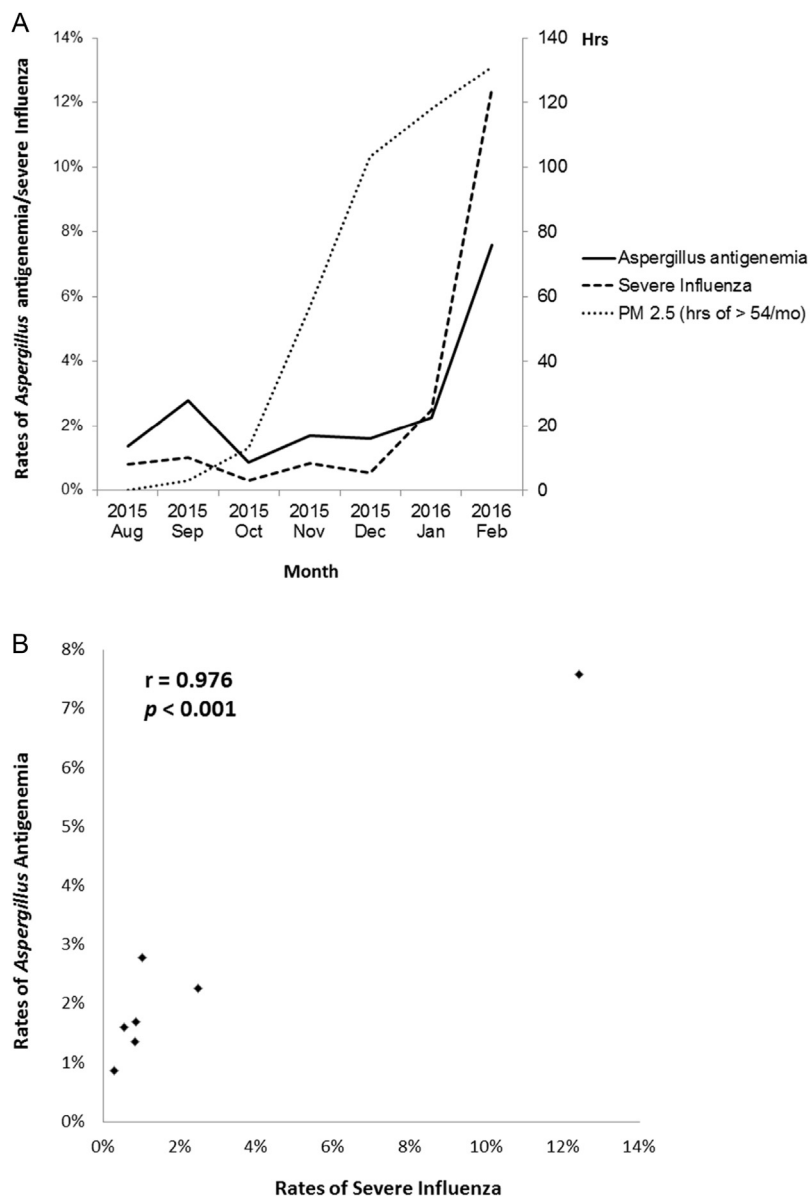 A
14%
12%
10%
8%
6%
4%
2%
0%
Rates of Aspergillus antigenemia/severe Influenza
140
120
100
80
60
40
20
0
Hrs
Aspergillus antigenemia
Severe Influenza
PM 2.5 (hrs of > 54/mo)
2015 2015 2015 2015 2015 2016 2016
Aug Sep Oct Nov Dec Jan Feb
Month
B
8%
7%
6%
5%
4%
3%
2%
1%
0%
Rates of Aspergillus Antigenemia
r = 0.976
p < 0.001
0% 2% 4% 6% 8% 10% 12% 14%
Rates of Severe Influenza